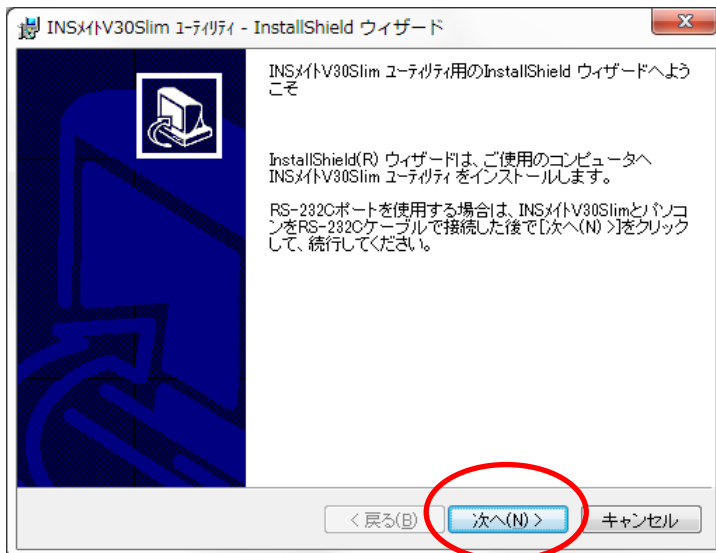 INSﾒｲﾄV30Slim ﾕｰﾃｨﾘﾃｨ - InstallShield ウィザード
INSﾒｲﾄV30Slim ﾕｰﾃｨﾘﾃｨ用のInstallShield ウィザードへよう
こそ
InstallShield(R) ウィザードは、ご使用のコンピュータへ
INSﾒｲﾄV30Slim ﾕｰﾃｨﾘﾃｨ をインストールします。
RS-232Cポートを使用する場合は、INSﾒｲﾄV30Slimとパソコ
ンをRS-232Cケーブルで接続した後で[次へ(N) >]をクリック
して、続行してください。
< 戻る(B)
次へ(N) >
キャンセル